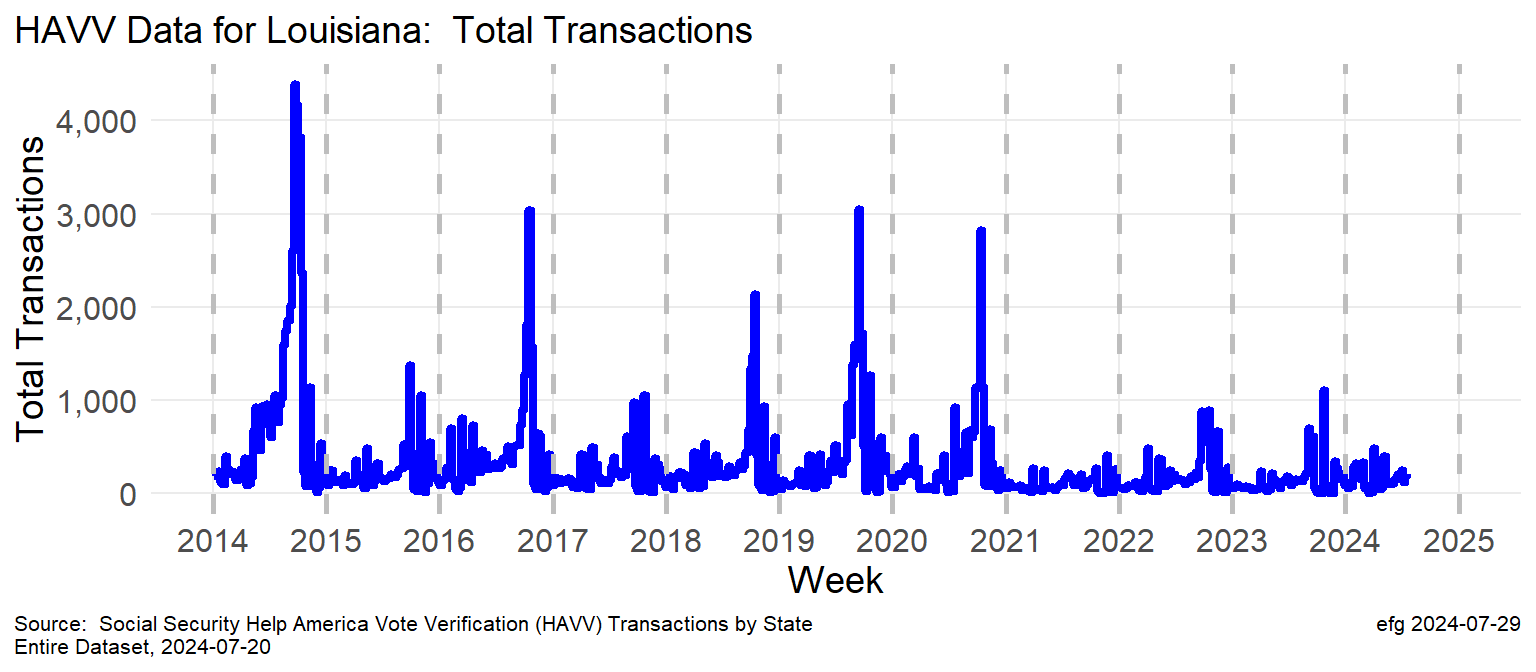 HAVV Data for Louisiana:  Total Transactions
Total Transactions
4,000
3,000
2,000
1,000
0
2014 2015 2016 2017 2018 2019 2020 2021 2022 2023 2024 2025
Week
Source:  Social Security Help America Vote Verification (HAVV) Transactions by State
Entire Dataset, 2024-07-20
efg 2024-07-29